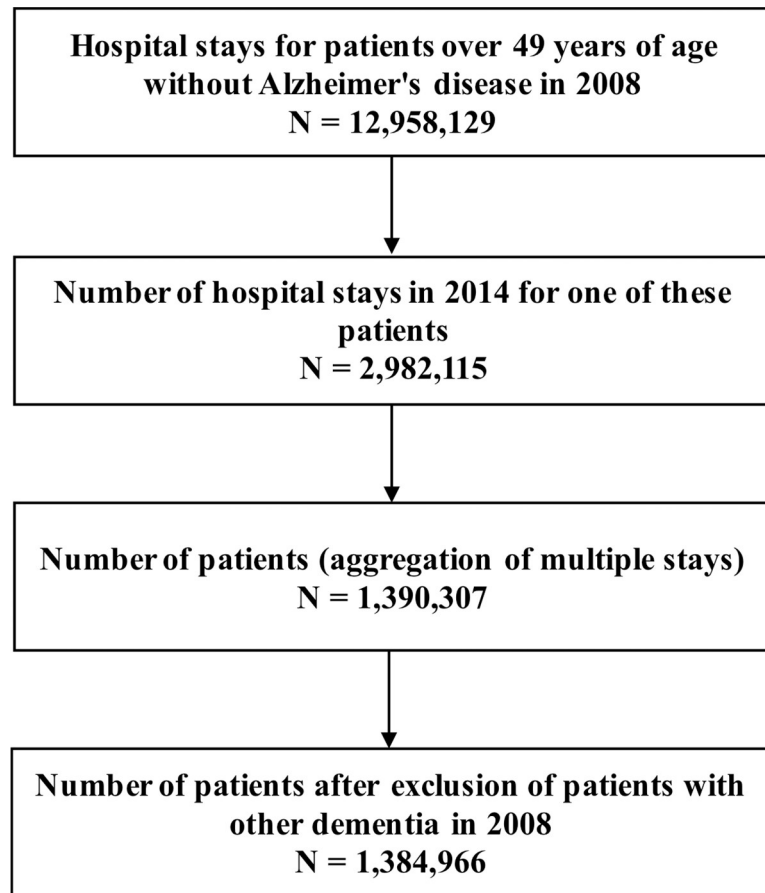 Hospital stays for patients over 49 years of age
without Alzheimer's disease in 2008
N = 12,958,129
Number of hospital stays in 2014 for one of these
patients
N = 2,982,115
Number of patients (aggregation of multiple stays)
N = 1,390,307
Number of patients after exclusion of patients with
other dementia in 2008
N = 1,384,966